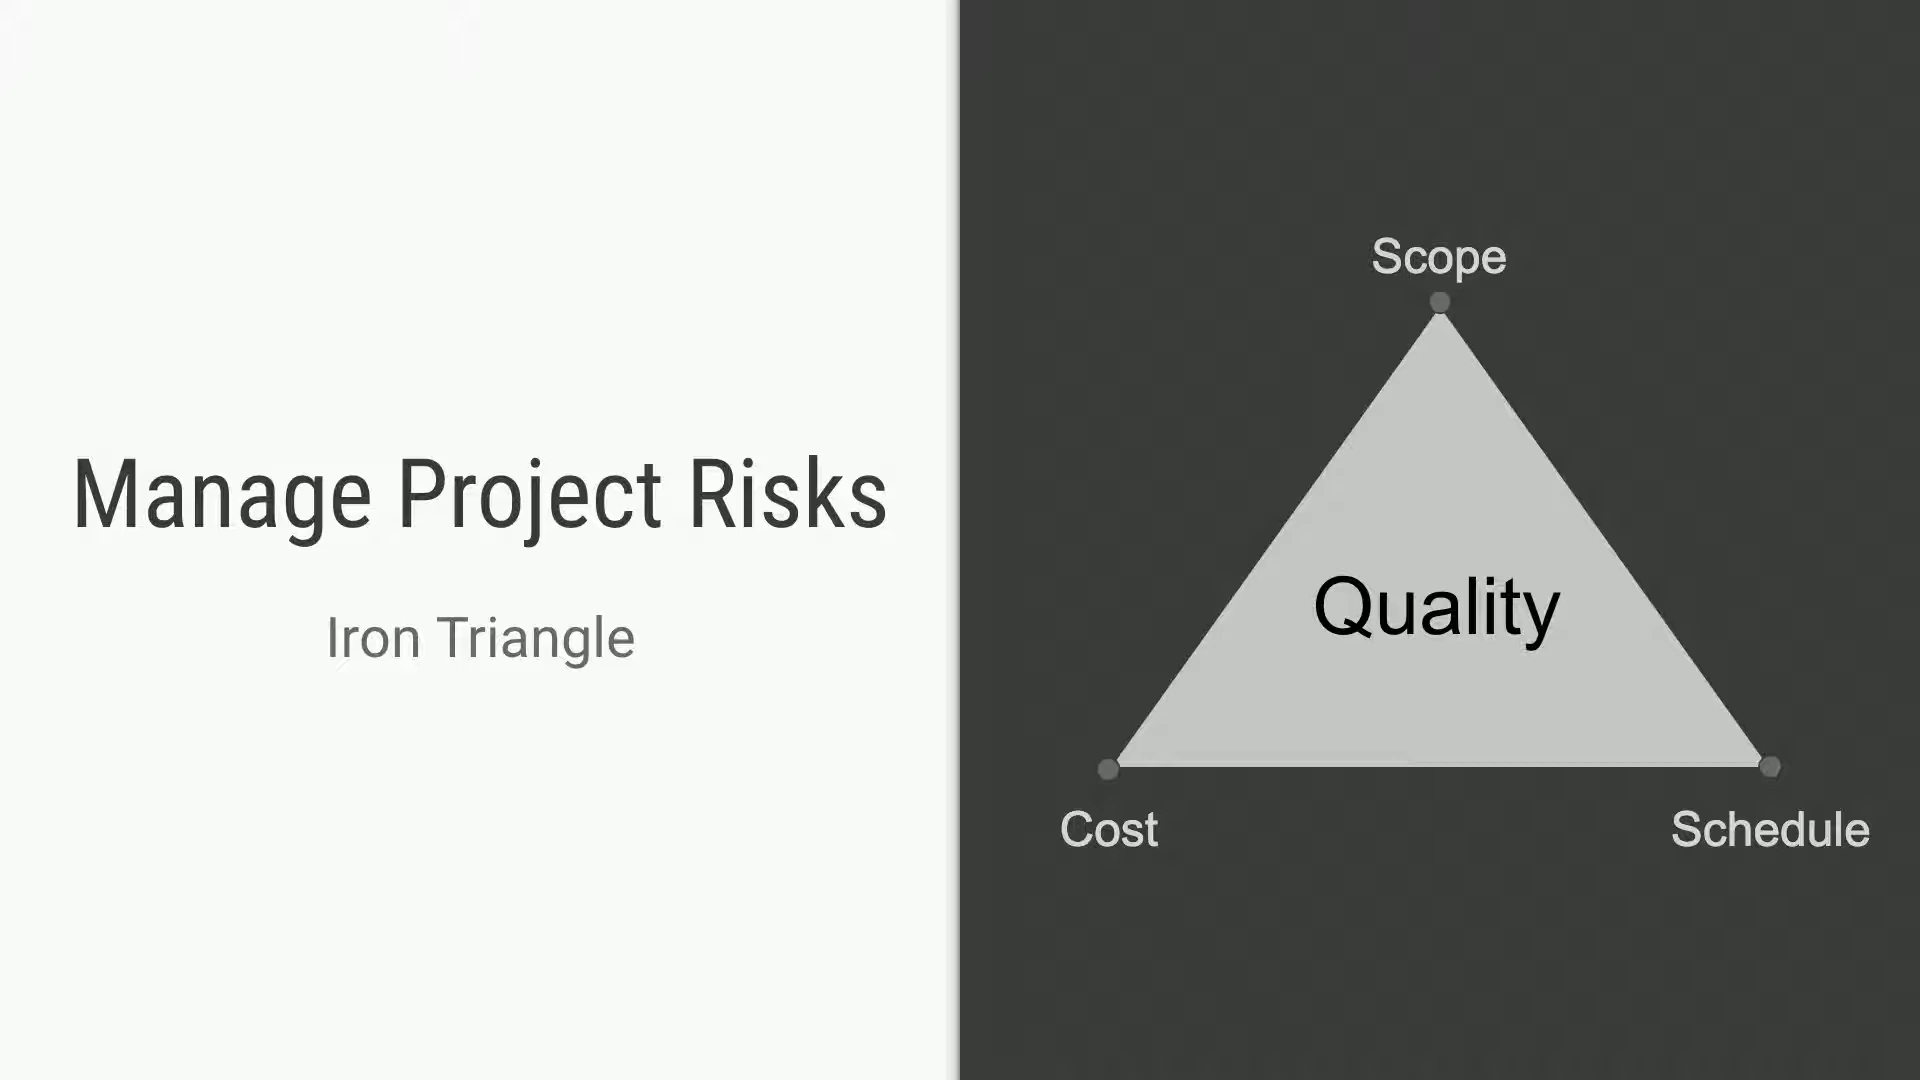 Manage Project Risks
Iron Triangle
Scope
Quality
Cost
Schedule